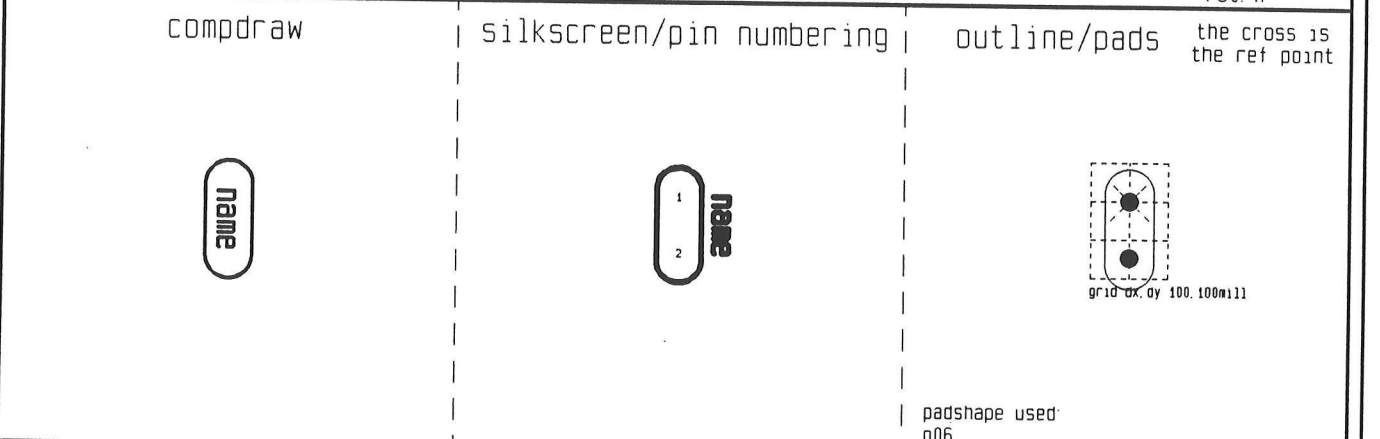 compdraw
silkscreen/pin numbering
outline/pads
the cross is
the ref point
name
1
2
name
grid dx.dy 100.100mill
padshape used